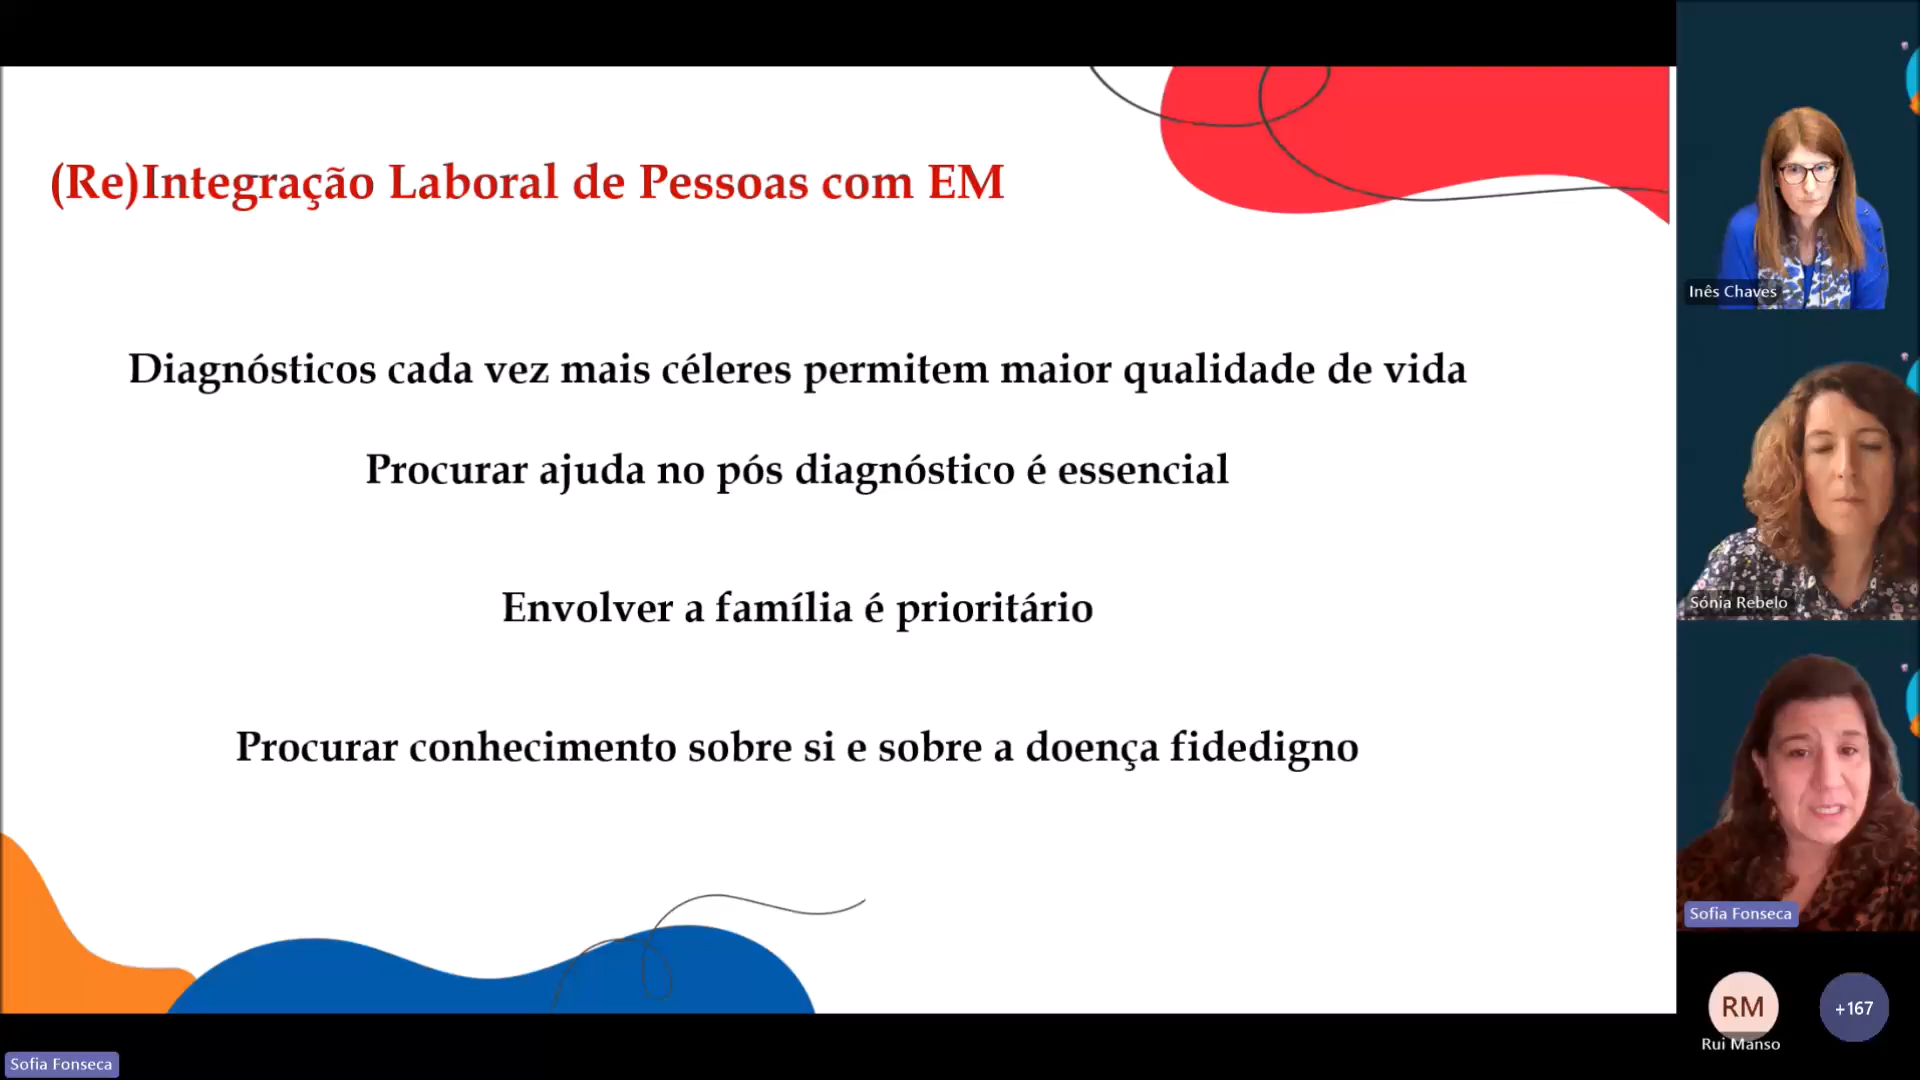 (Re)Integração Laboral de Pessoas com EM
Diagnósticos cada vez mais céleres permitem maior qualidade de vida
Procurar ajuda no pós diagnóstico é essencial
Envolver a família é prioritário
Procurar conhecimento sobre si e sobre a doença fidedigno
Inês Chaves
Sónia Rebelo
Sofia Fonseca
RM
Rui Manso
+167
Sofia Fonseca